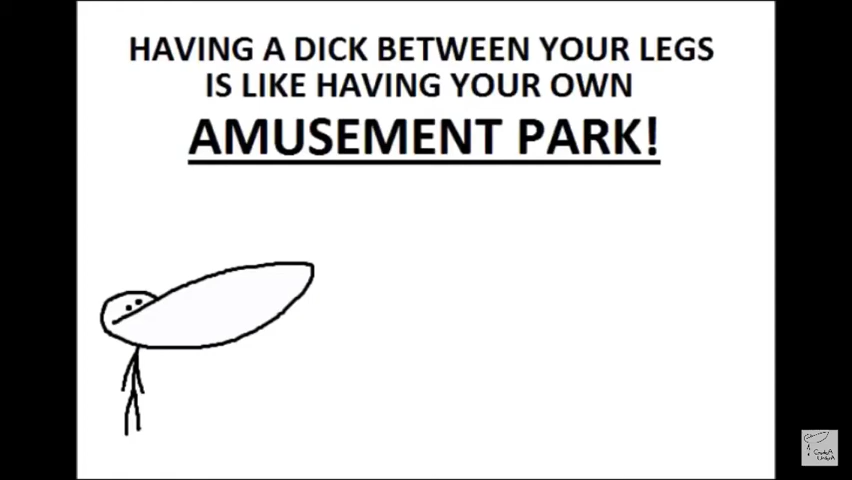 HAVING A DICK BETWEEN YOUR LEGS
IS LIKE HAVING YOUR OWN
AMUSEMENT PARK!